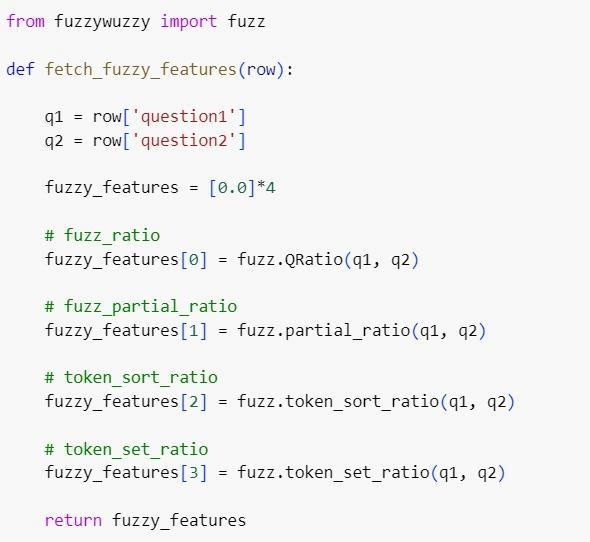 from fuzzywuzzy import fuzz
def fetch_fuzzy_features(row):
q1 = row['question1']
q2 = row['question2']
fuzzy_features = [0.0]*4
# fuzz_ratio
fuzzy_features[0] = fuzz.QRatio(q1, q2)
# fuzz_partial_ratio
fuzzy_features[1] = fuzz.partial_ratio(q1, q2)
# token_sort_ratio
fuzzy_features[2] = fuzz.token_sort_ratio(q1, q2)
# token_set_ratio
fuzzy_features[3] = fuzz.token_set_ratio(q1, q2)
return fuzzy_features